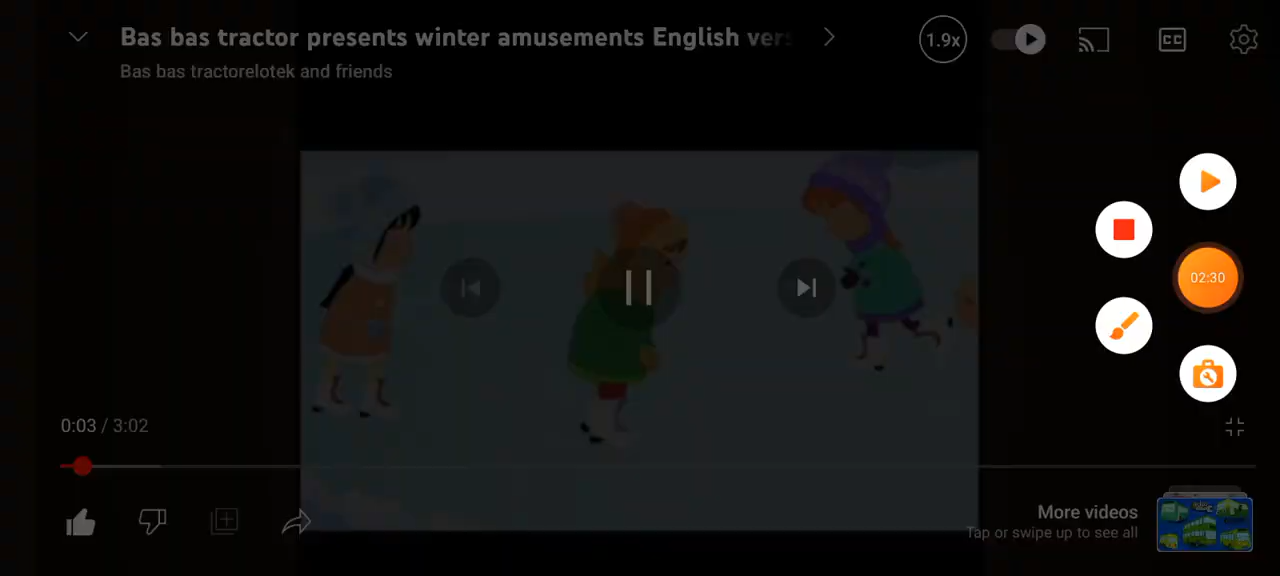 Bas bas tractor presents winter amusements English vers
1.9x
CC
Bas bas tractorelotek and friends
02:30
0:03 / 3:02
More videos
Tap or swipe up to see all